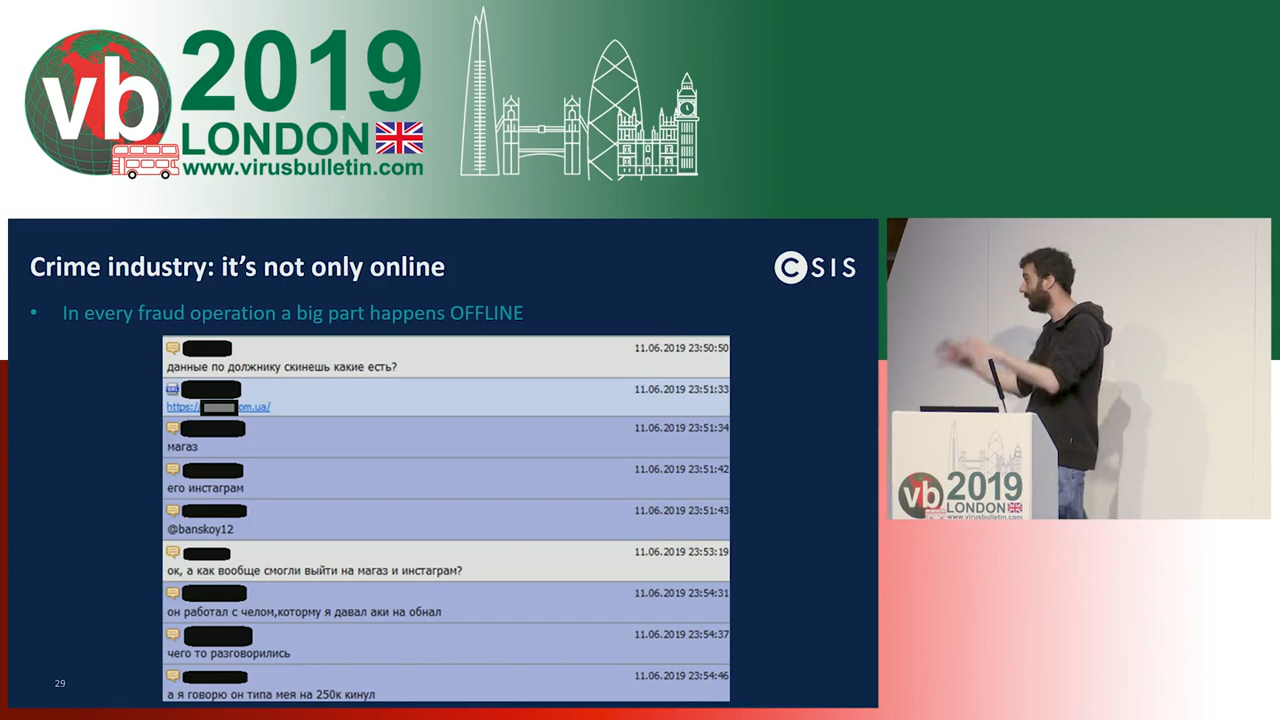 vb 2019
LONDON
www.virusbulletin.com
Crime industry: it's not only online
CSIS
• In every fraud operation a big part happens OFFLINE
11.06.2019 23:50:50
данные по должнику скинешь какие есть?
11.06.2019 23:51:33
https:/ om.ua/
11.06.2019 23:51:34
магаз
11.06.2019 23:51:42
его инстаграм
11.06.2019 23:51:43
@banskoy12
11.06.2019 23:53:19
ок, а как вообще смогли выйти на магаз и инстаграм?
11.06.2019 23:54:31
он работал с челом,которму я давал аки на обнал
11.06.2019 23:54:37
чего то разговорились
11.06.2019 23:54:46
а я говорю он типа мея на 250к кинул
29
vb 2019
LONDON
www.virusbulletin.com